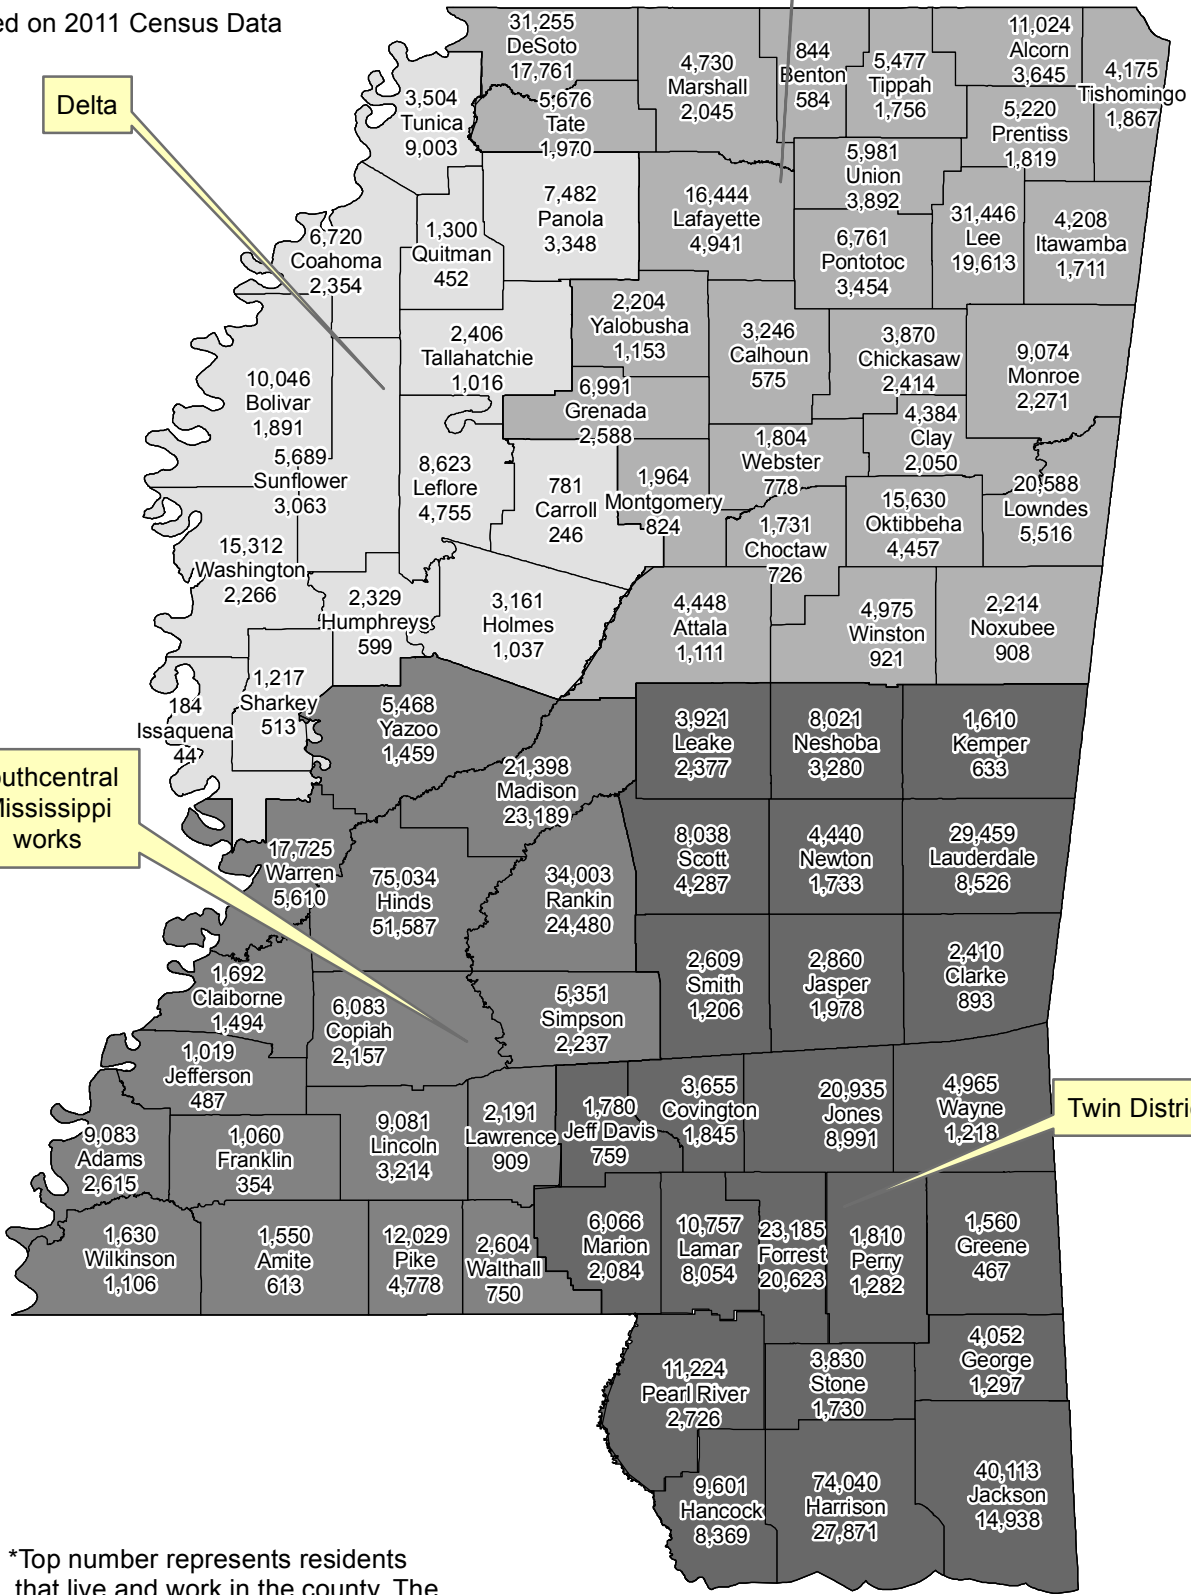 ed on 2011 Census Data
31,255
DeSoto
17,761
4,730
Marshall
2,045
844
Benton
584
5,477
Tippah
1,756
11,024
Alcorn
3,645
4,175
Tishomingo
1,867
Delta
3,504
Tunica
9,003
5,676
Tate
1,970
5,220
Prentiss
1,819
5,981
Union
3,892
7,482
Panola
3,348
16,444
Lafayette
4,941
31,446
Lee
19,613
4,208
Itawamba
1,711
6,720
Coahoma
2,354
1,300
Quitman
452
6,761
Pontotoc
3,454
2,204
Yalobusha
1,153
2,406
Tallahatchie
1,016
3,246
Calhoun
575
3,870
Chickasaw
2,414
9,074
Monroe
2,271
10,046
Bolivar
1,891
6,991
Grenada
2,588
4,384
Clay
2,050
5,689
Sunflower
3,063
8,623
Leflore
4,755
781
Carroll
246
1,964
Montgomery
824
1,804
Webster
778
15,630
Oktibbeha
4,457
20,588
Lowndes
5,516
1,731
Choctaw
726
15,312
Washington
2,266
2,329
Humphreys
599
3,161
Holmes
1,037
4,448
Attala
1,111
4,975
Winston
921
2,214
Noxubee
908
184
Issaquena
44
1,217
Sharkey
513
5,468
Yazoo
1,459
3,921
Leake
2,377
8,021
Neshoba
3,280
1,610
Kemper
633
21,398
Madison
23,189
uthcentral
Mississippi
works
17,725
Warren
5,610
75,034
Hinds
51,587
34,003
Rankin
24,480
8,038
Scott
4,287
4,440
Newton
1,733
29,459
Lauderdale
8,526
1,692
Claiborne
1,494
6,083
Copiah
2,157
5,351
Simpson
2,237
2,609
Smith
1,206
2,860
Jasper
1,978
2,410
Clarke
893
1,019
Jefferson
487
9,083
Adams
2,615
1,060
Franklin
354
9,081
Lincoln
3,214
2,191
Lawrence
909
1,780
Jeff Davis
759
3,655
Covington
1,845
20,935
Jones
8,991
4,965
Wayne
1,218
Twin Distri
1,630
Wilkinson
1,106
1,550
Amite
613
12,029
Pike
4,778
2,604
Walthall
750
6,066
Marion
2,084
10,757
Lamar
8,054
23,185
Forrest
20,623
1,810
Perry
1,282
1,560
Greene
467
11,224
Pearl River
2,726
3,830
Stone
1,730
4,052
George
1,297
9,601
Hancock
8,369
74,040
Harrison
27,871
40,113
Jackson
14,938
*Top number represents residents
that live and work in the county. The